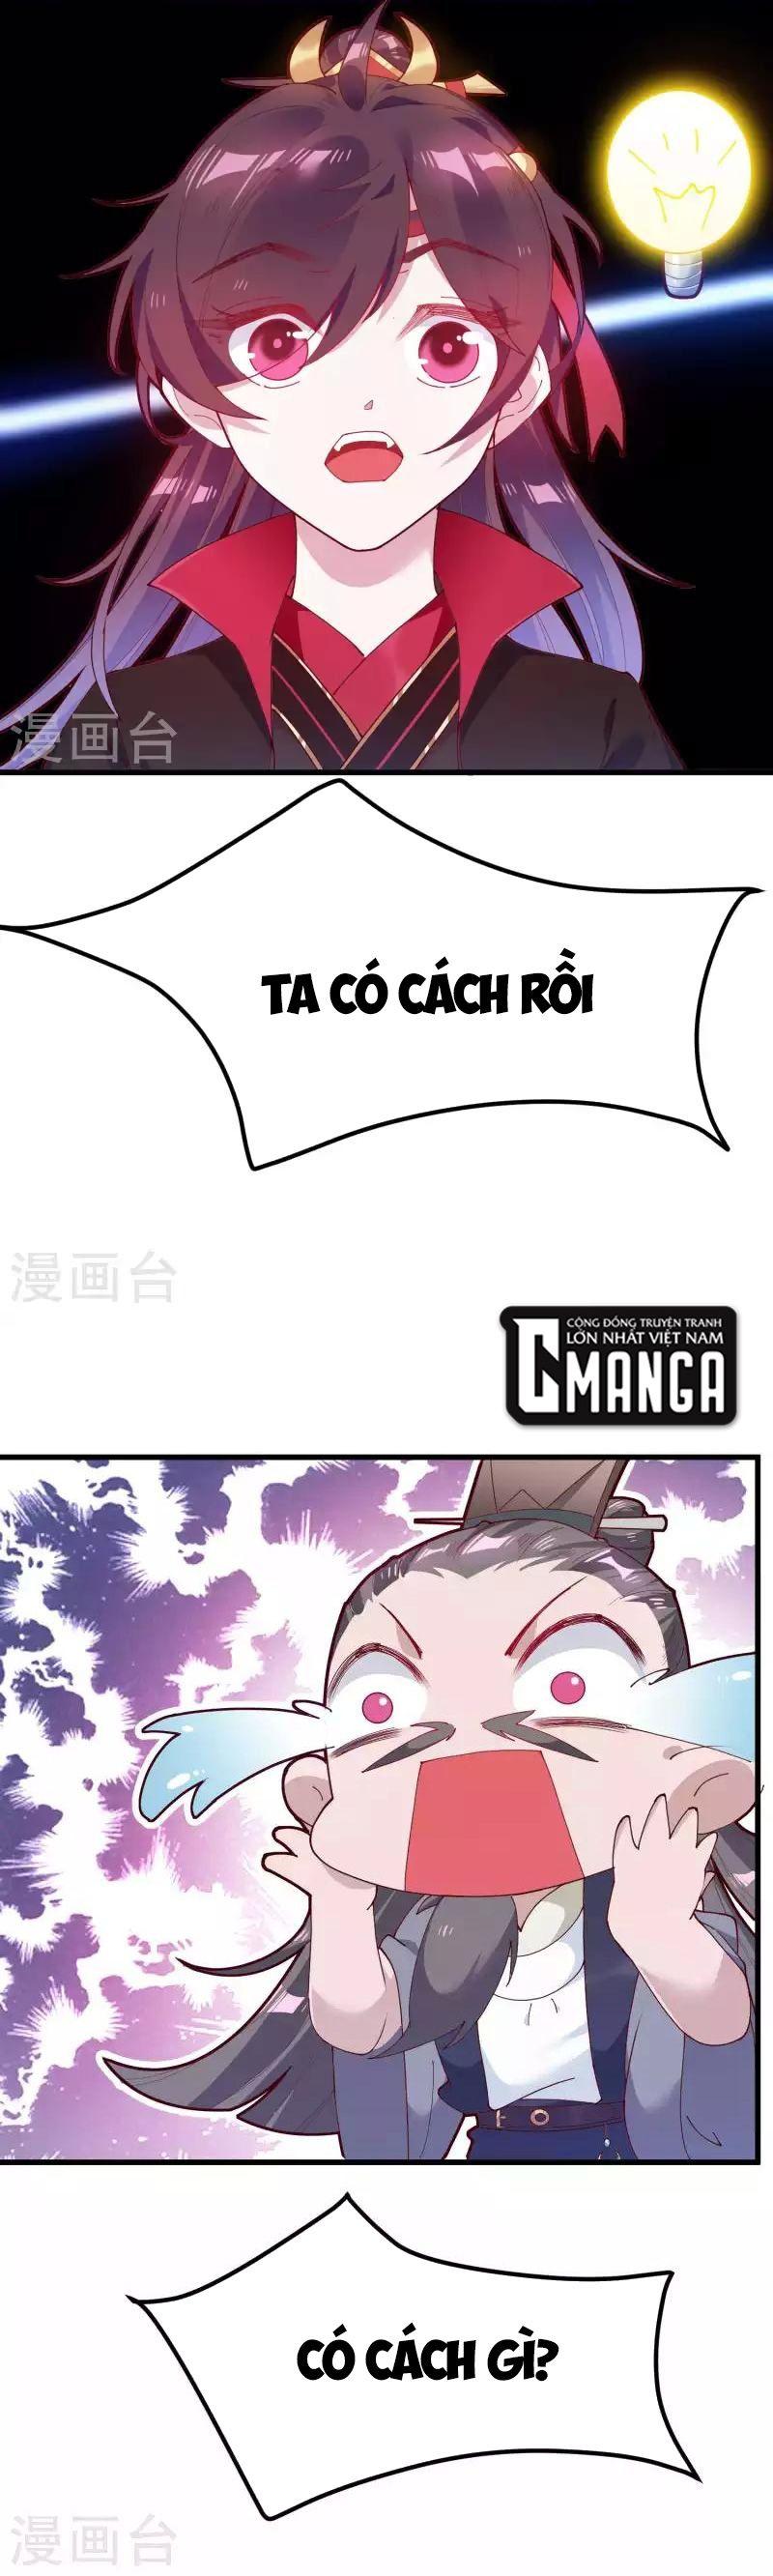 漫画台
TA CÓ CÁCH RỒI
漫画台
CỘNG ĐỒNG TRUYỆN TRANH
LỚN NHẤT VIỆT NAM
CMANGA
CÓ CÁCH GÌ?
漫画台